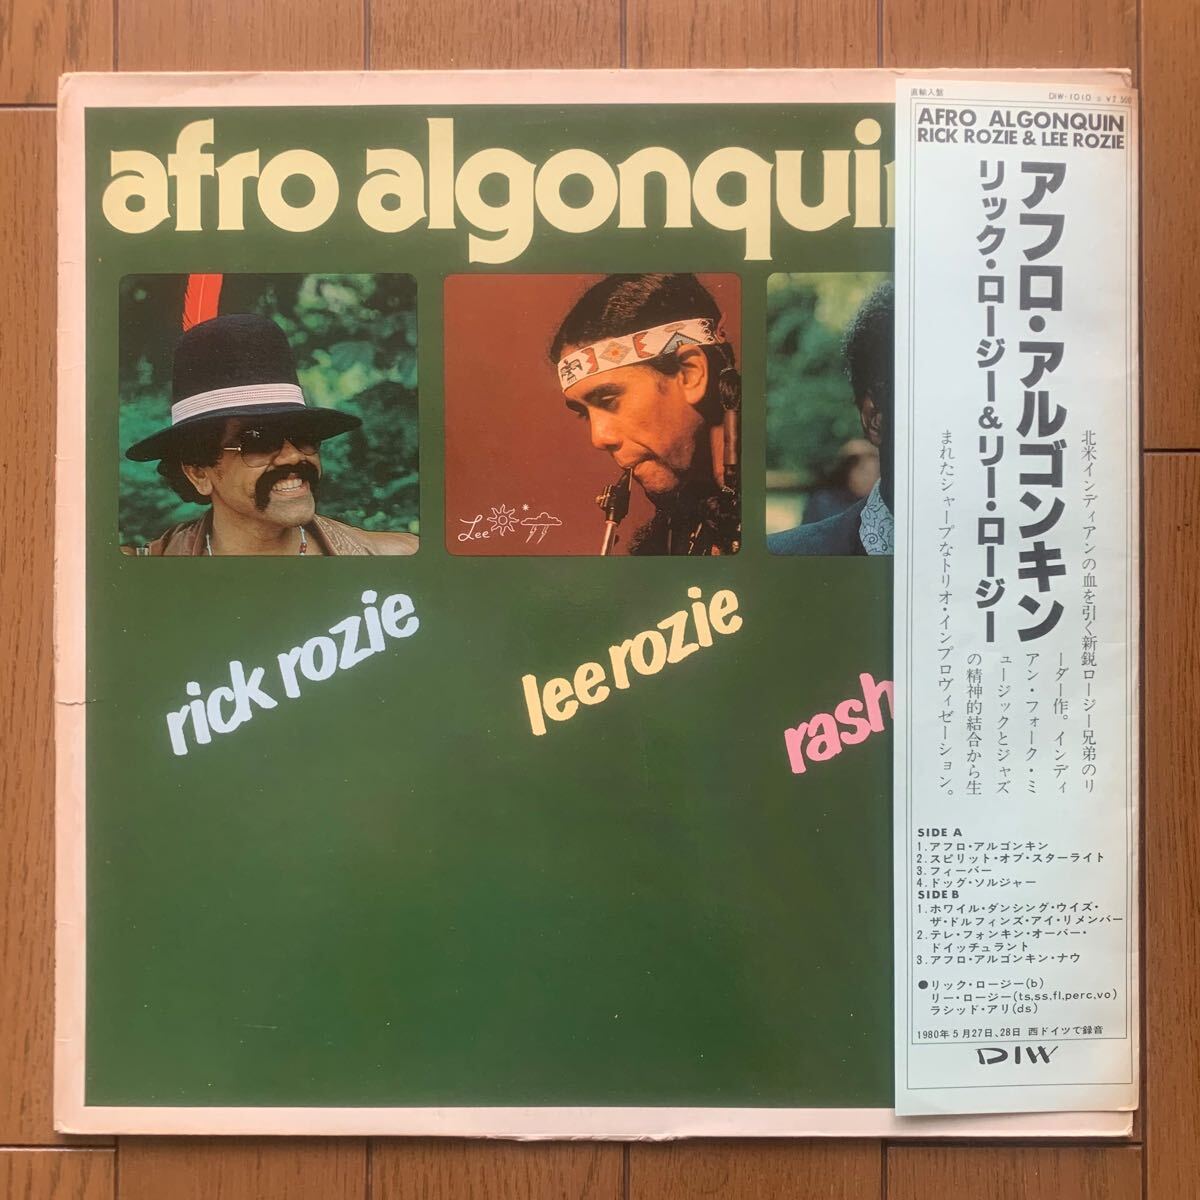 afro algonquin
Lee
rick rozie
lee rozie
rash
直輸入盤
DIW-1010 ¥2,500
AFRO ALGONQUIN
RICK ROZIE & LEE ROZIE
アフロ・アルゴンキン
リック・ロージー&リー・ロージー
北米インディアンの血を引く新鋭ロージー兄弟のリ
ーダー作。インディ
アン・フォーク・ミ
ュージックとジャズ
の精神的結合から生
まれたシャープなトリオ・インプロヴィゼーション。
SIDE A
1.アフロ・アルゴンキン
2.スピリット・オブ・スターライト
3.フィーバー
4.ドッグ・ソルジャー
SIDE B
1.ホワイル・ダンシング・ウイズ・
ザ・ドルフィンズ・アイ・リメンバー
2.テレ・フォンキン・オーバー・
ドイッチュラント
3.アフロ・アルゴンキン・ナウ
●リック・ロージー(b)
リー・ロージー(ts,ss,fl,perc,vo)
ラシッド・アリ(ds)
1980年5月27日、28日 西ドイツで録音
DIW